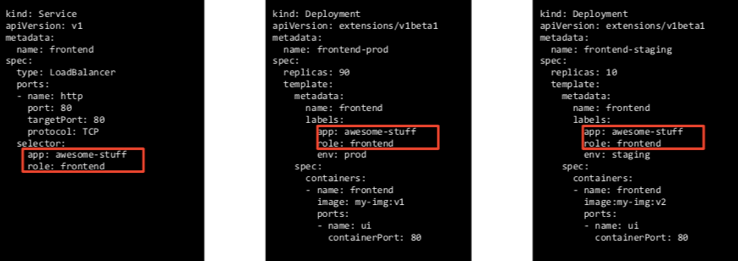 kind: Service
apiVersion: v1
metadata:
  name: frontend
spec:
  type: LoadBalancer
  ports:
  - name: http
    port: 80
    targetPort: 80
    protocol: TCP
  selector:
    app: awesome-stuff
    role: frontend
kind: Deployment
apiVersion: extensions/v1beta1
metadata:
  name: frontend-prod
spec:
  replicas: 90
  template:
    metadata:
      name: frontend
      labels:
        app: awesome-stuff
        role: frontend
        env: prod
    spec:
      containers:
      - name: frontend
        image: my-img:v1
        ports:
        - name: ui
          containerPort: 80
kind: Deployment
apiVersion: extensions/v1beta1
metadata:
  name: frontend-staging
spec:
  replicas: 10
  template:
    metadata:
      name: frontend
      labels:
        app: awesome-stuff
        role: frontend
        env: staging
    spec:
      containers:
      - name: frontend
        image:my-img:v2
        ports:
        - name: ui
          containerPort: 80